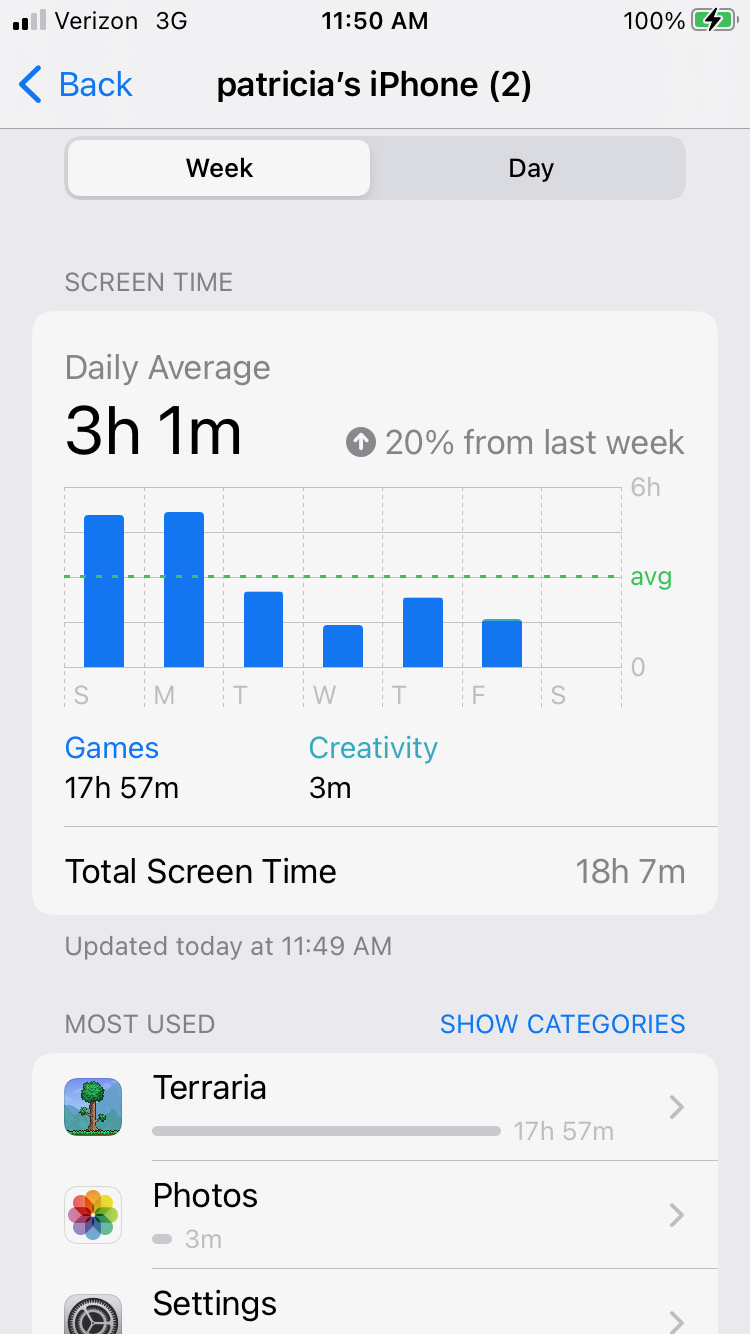 Verizon 3G 11:50 AM 100%
Back patricia’s iPhone (2)
Week Day
SCREEN TIME
Daily Average
3h 1m 20% from last week
6h
avg
0
S M T W T F S
Games Creativity
17h 57m 3m
Total Screen Time 18h 7m
Updated today at 11:49 AM
MOST USED SHOW CATEGORIES
Terraria
17h 57m
Photos
3m
Settings